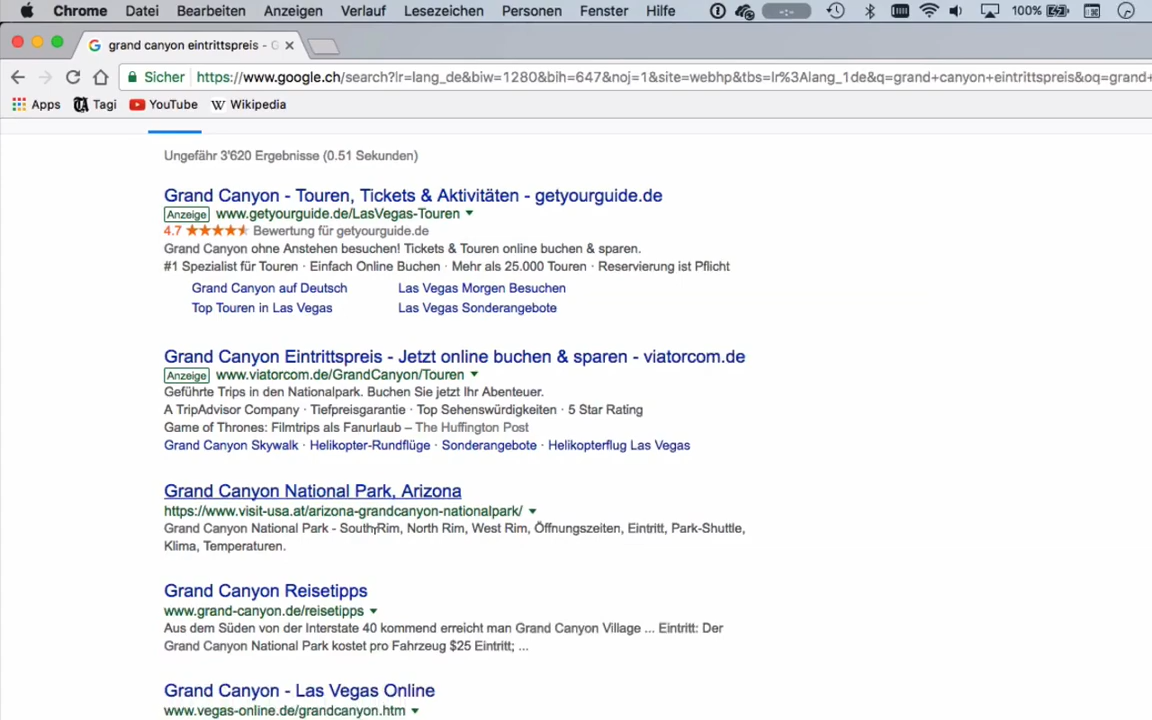 Chrome Datei Bearbeiten Anzeigen Verlauf Lesezeichen Personen Fenster Hilfe 100%
grand canyon eintrittspreis - G
Sicher https://www.google.ch/search?lr=lang_de&biw=1280&bih=647&noj=1&site=webhp&tbs=lr%3Alang_1de&q=grand+canyon+eintrittspreis&oq=grand+
Apps Tagi YouTube Wikipedia
Ungefähr 3'620 Ergebnisse (0.51 Sekunden)
Grand Canyon - Touren, Tickets & Aktivitäten - getyourguide.de
Anzeige www.getyourguide.de/LasVegas-Touren
4.7 Bewertung für getyourguide.de
Grand Canyon ohne Anstehen besuchen! Tickets & Touren online buchen & sparen.
#1 Spezialist für Touren · Einfach Online Buchen · Mehr als 25.000 Touren · Reservierung ist Pflicht
Grand Canyon auf Deutsch Las Vegas Morgen Besuchen
Top Touren in Las Vegas Las Vegas Sonderangebote
Grand Canyon Eintrittspreis - Jetzt online buchen & sparen - viatorcom.de
Anzeige www.viatorcom.de/GrandCanyon/Touren
Geführte Trips in den Nationalpark. Buchen Sie jetzt Ihr Abenteuer.
A TripAdvisor Company · Tiefpreisgarantie · Top Sehenswürdigkeiten · 5 Star Rating
Game of Thrones: Filmtrips als Fanurlaub – The Huffington Post
Grand Canyon Skywalk · Helikopter-Rundflüge · Sonderangebote · Helikopterflug Las Vegas
Grand Canyon National Park, Arizona
https://www.visit-usa.at/arizona-grandcanyon-nationalpark/
Grand Canyon National Park - South Rim, North Rim, West Rim, Öffnungszeiten, Eintritt, Park-Shuttle,
Klima, Temperaturen.
Grand Canyon Reisetipps
www.grand-canyon.de/reisetipps
Aus dem Süden von der Interstate 40 kommend erreicht man Grand Canyon Village ... Eintritt: Der
Grand Canyon National Park kostet pro Fahrzeug $25 Eintritt; ...
Grand Canyon - Las Vegas Online
www.vegas-online.de/grandcanyon.htm